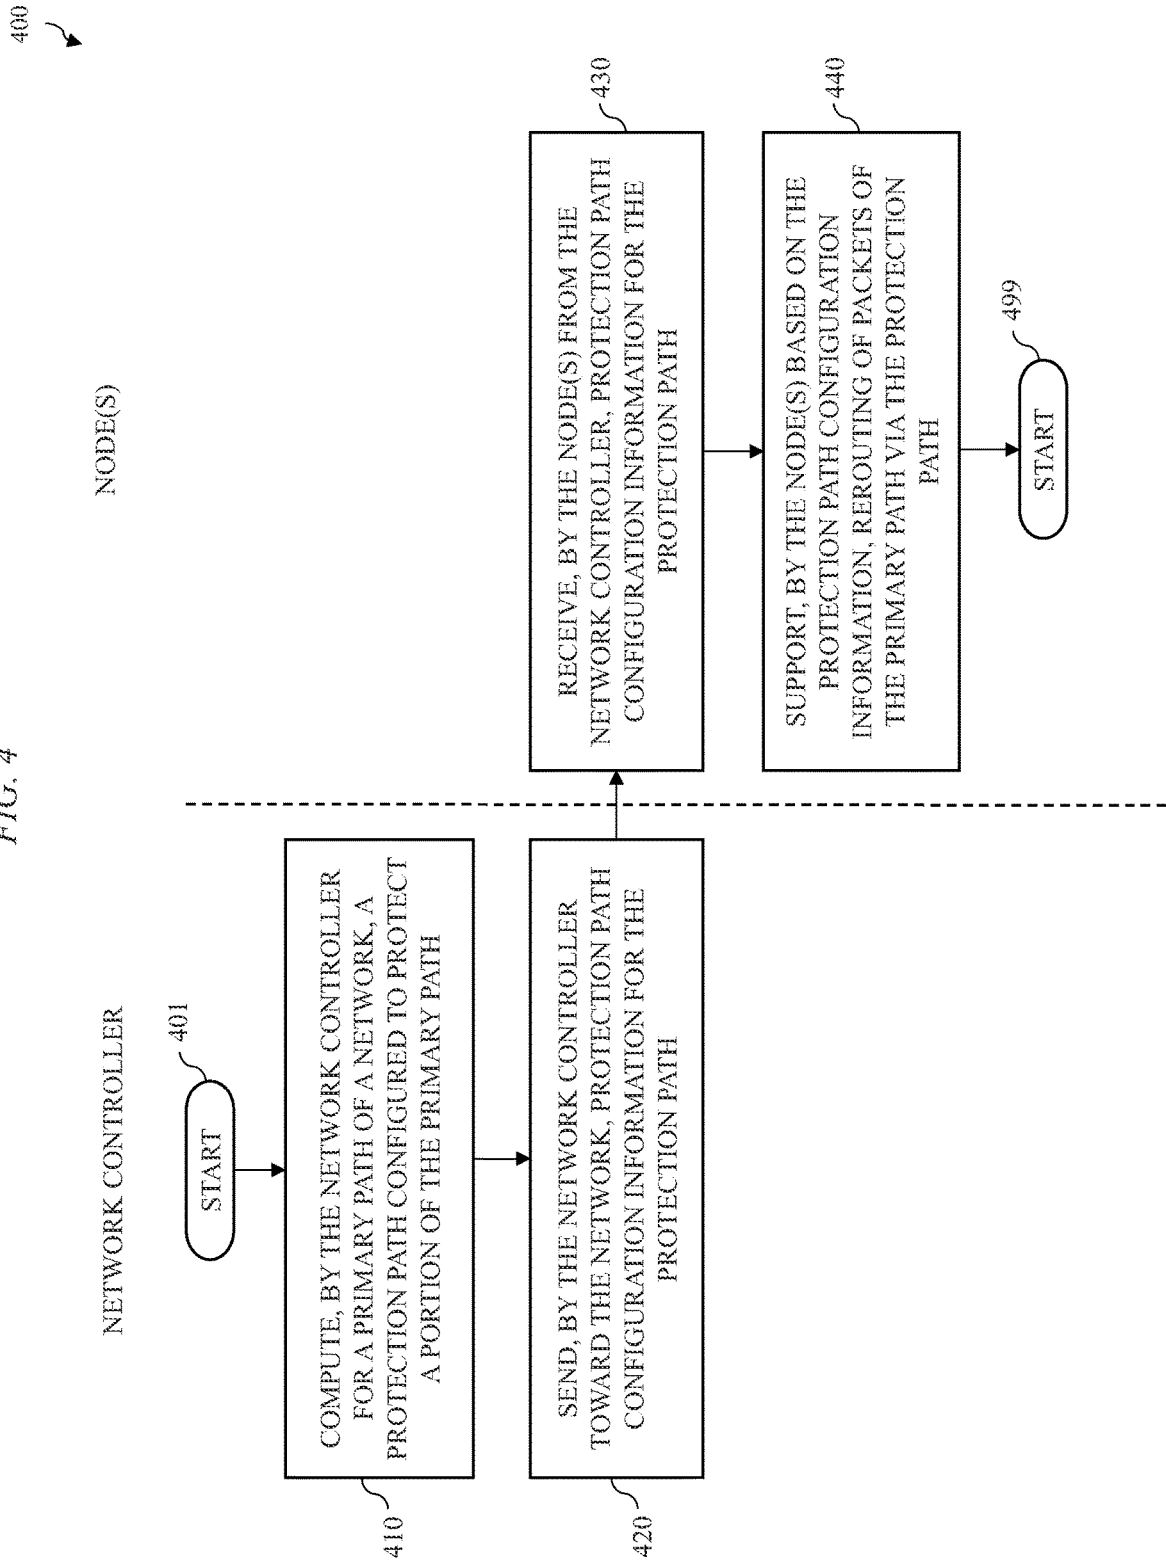 FIG. 4
400
NETWORK CONTROLLER
NODE(S)
START
401
COMPUTE, BY THE NETWORK CONTROLLER
FOR A PRIMARY PATH OF A NETWORK, A
PROTECTION PATH CONFIGURED TO PROTECT
A PORTION OF THE PRIMARY PATH
410
SEND, BY THE NETWORK CONTROLLER
TOWARD THE NETWORK, PROTECTION PATH
CONFIGURATION INFORMATION FOR THE
PROTECTION PATH
420
RECEIVE, BY THE NODE(S) FROM THE
NETWORK CONTROLLER, PROTECTION PATH
CONFIGURATION INFORMATION FOR THE
PROTECTION PATH
430
SUPPORT, BY THE NODE(S) BASED ON THE
PROTECTION PATH CONFIGURATION
INFORMATION, REROUTING OF PACKETS OF
THE PRIMARY PATH VIA THE PROTECTION
PATH
440
START
499